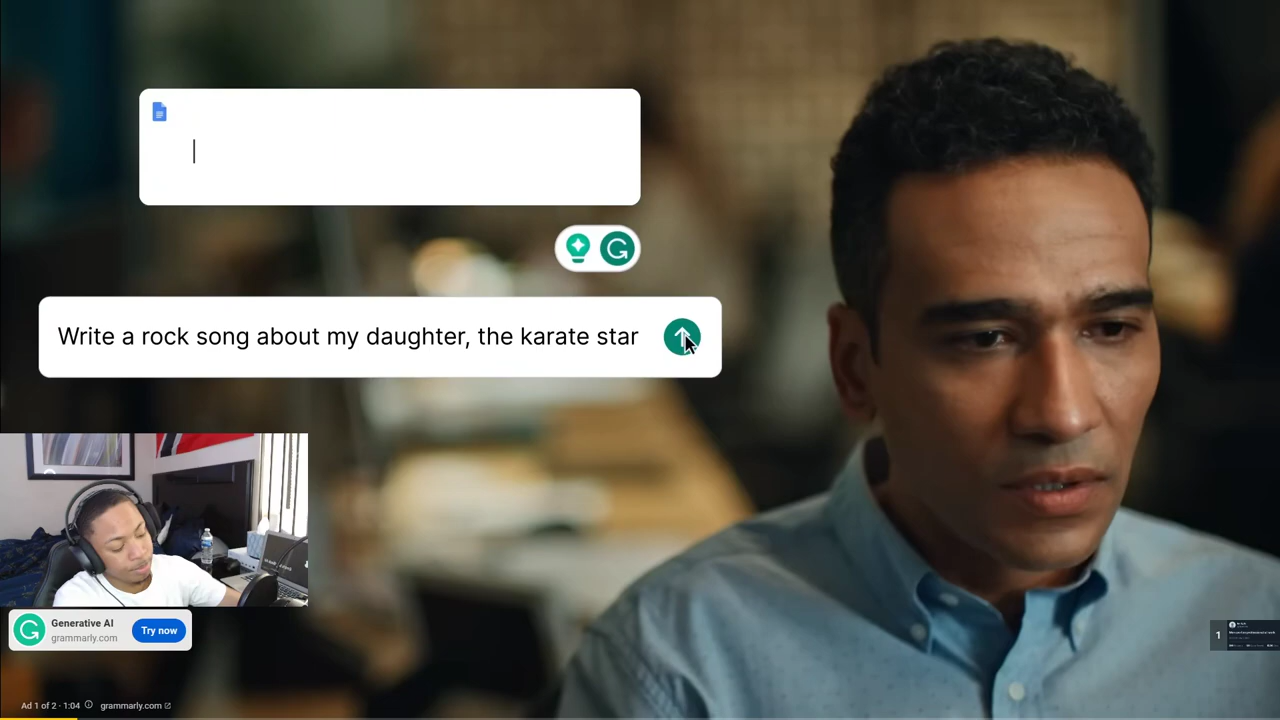 Write a rock song about my daughter, the karate star
Generative AI
grammarly.com
Try now
Ad 1 of 2 · 1:04
grammarly.com
1